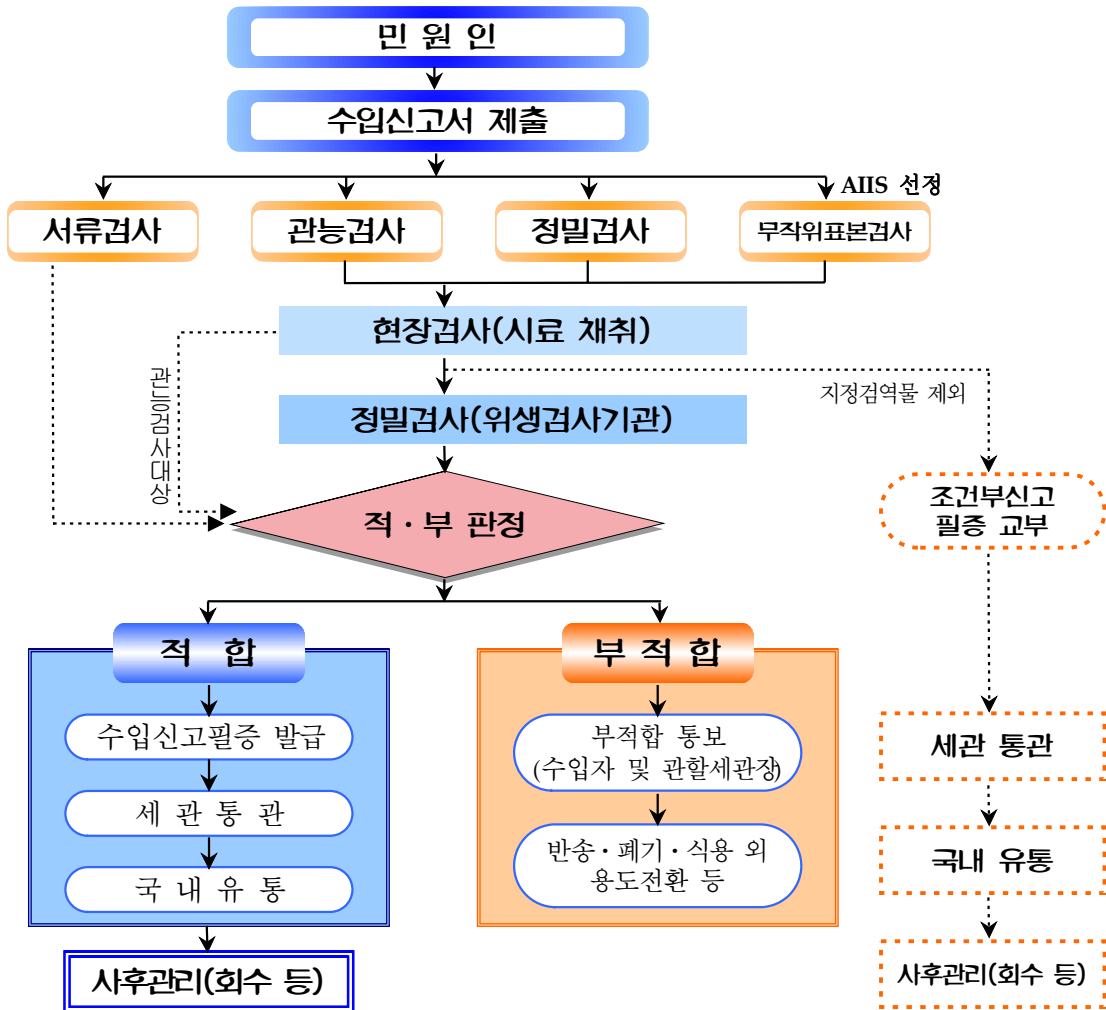 민 원 인
수입신고서 제출
AIIS 선정
서류검사
관능검사
정밀검사
무작위표본검사
현장검사(시료 채취)
관능검사대상
지정검역물 제외
정밀검사(위생검사기관)
조건부신고
필증 교부
적 · 부 판정
적 합
부 적 합
수입신고필증 발급
부적합 통보
(수입자 및 관할세관장)
세관 통관
세 관 통 관
반송 · 폐기 · 식용 외
용도전환 등
국내 유통
국 내 유 통
사후관리(회수 등)
사후관리(회수 등)